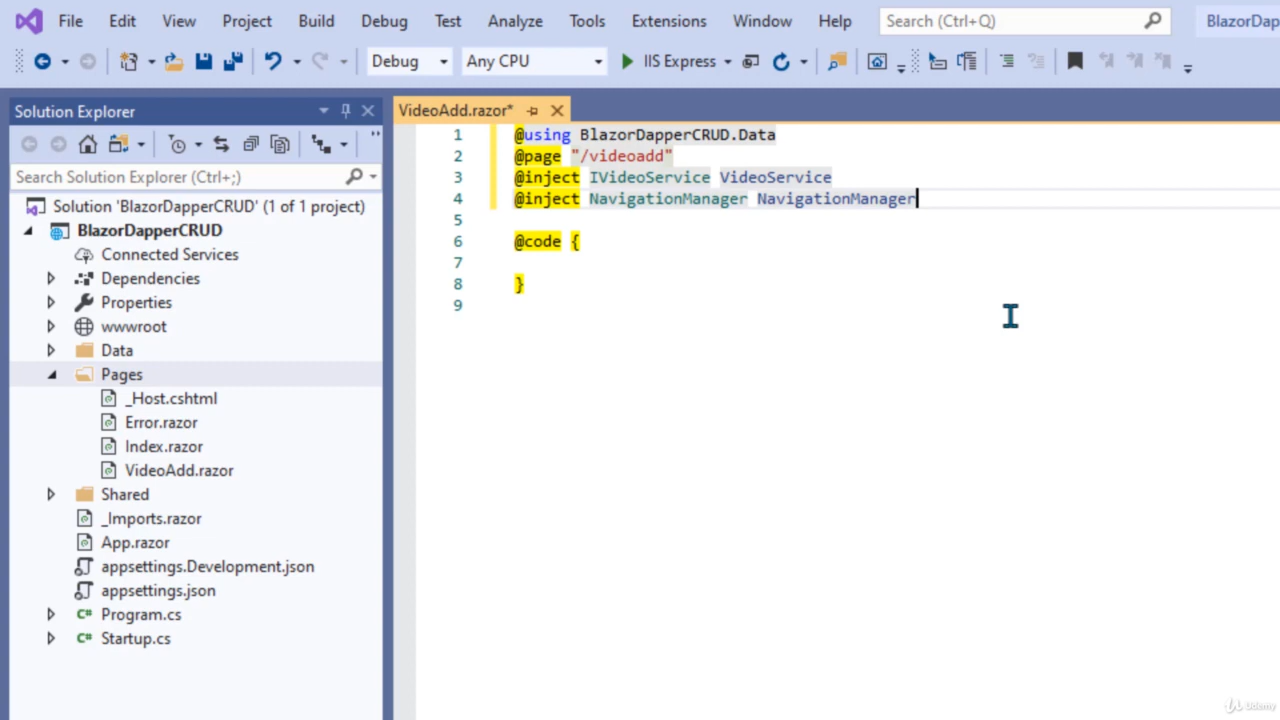 File Edit View Project Build Debug Test Analyze Tools Extensions Window Help Search (Ctrl+Q) BlazorDap
Debug Any CPU IIS Express
Solution Explorer
Search Solution Explorer (Ctrl+;)
Solution 'BlazorDapperCRUD' (1 of 1 project)
BlazorDapperCRUD
Connected Services
Dependencies
Properties
wwwroot
Data
Pages
_Host.cshtml
Error.razor
Index.razor
VideoAdd.razor
Shared
_Imports.razor
App.razor
appsettings.Development.json
appsettings.json
C# Program.cs
C# Startup.cs
VideoAdd.razor*
1 @using BlazorDapperCRUD.Data
2 @page "/videoadd"
3 @inject IVideoService VideoService
4 @inject NavigationManager NavigationManager
5
6 @code {
7
8 }
9
Udemy